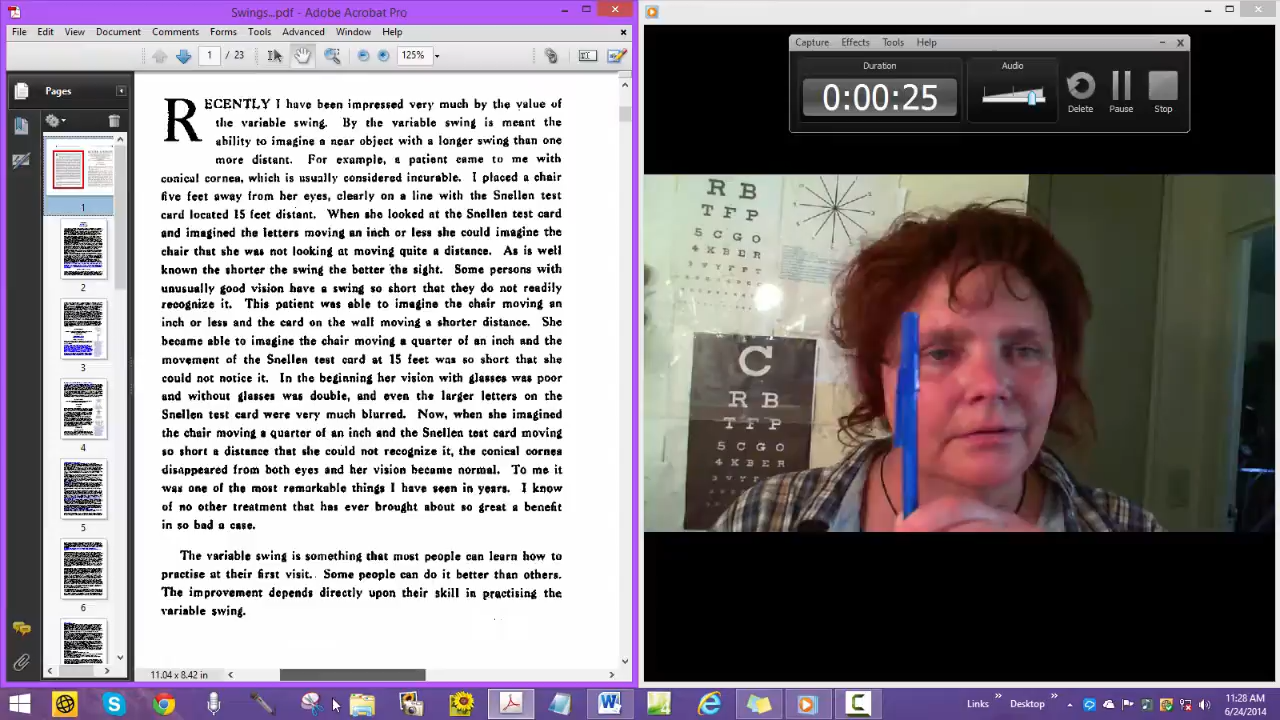 Swings...pdf - Adobe Acrobat Pro
File Edit View Document Comments Forms Tools Advanced Window Help
1 / 23 125%
Pages
1
2
3
4
5
6
RECENTLY I have been impressed very much by the value of
the variable swing. By the variable swing is meant the
ability to imagine a near object with a longer swing than one
more distant. For example, a patient came to me with
conical cornea, which is usually considered incurable. I placed a chair
five feet away from her eyes, clearly on a line with the Snellen test
card located 15 feet distant. When she looked at the Snellen test card
and imagined the letters moving an inch or less she could imagine the
chair that she was not looking at moving quite a distance. As is well
known the shorter the swing the better the sight. Some persons with
unusually good vision have a swing so short that they do not readily
recognize it. This patient was able to imagine the chair moving an
inch or less and the card on the wall moving a shorter distance. She
became able to imagine the chair moving a quarter of an inch and the
movement of the Snellen test card at 15 feet was so short that she
could not notice it. In the beginning her vision with glasses was poor
and without glasses was double, and even the larger letters on the
Snellen test card were very much blurred. Now, when she imagined
the chair moving a quarter of an inch and the Snellen test card moving
so short a distance that she could not recognize it, the conical cornea
disappeared from both eyes and her vision became normal. To me it
was one of the most remarkable things I have seen in years. I know
of no other treatment that has ever brought about so great a benefit
in so bad a case.
The variable swing is something that most people can learn how to
practise at their first visit. Some people can do it better than others.
The improvement depends directly upon their skill in practising the
variable swing.
11.04 x 8.42 in
Capture Effects Tools Help
Duration
0:00:25
Audio
Delete Pause Stop
R B
T F P
5 C G O
4 K B E R
C
R B
T F P
5 C G O
4 K B E R
Links Desktop
11:28 AM
6/24/2014